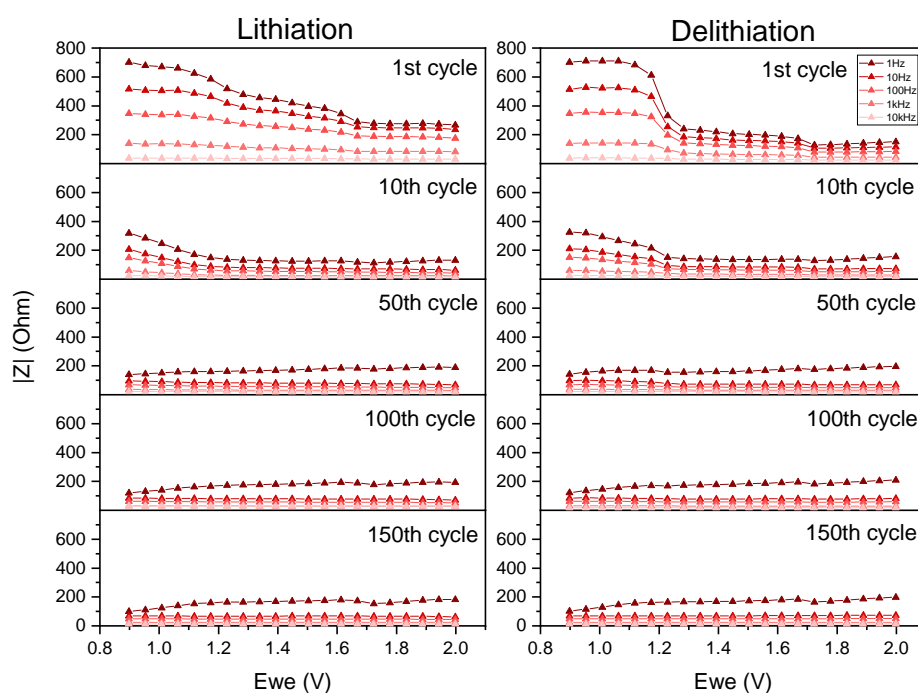 Lithiation
Delithiation
|Z| (Ohm)
800
600
400
200
1st cycle
1st cycle
1Hz
10Hz
100Hz
1kHz
10kHz
800
600
400
200
600
400
200
10th cycle
10th cycle
600
400
200
600
400
200
50th cycle
50th cycle
600
400
200
600
400
200
100th cycle
100th cycle
600
400
200
600
400
200
0
150th cycle
150th cycle
600
400
200
0
0.8 1.0 1.2 1.4 1.6 1.8 2.0
0.8 1.0 1.2 1.4 1.6 1.8 2.0
Ewe (V)
Ewe (V)